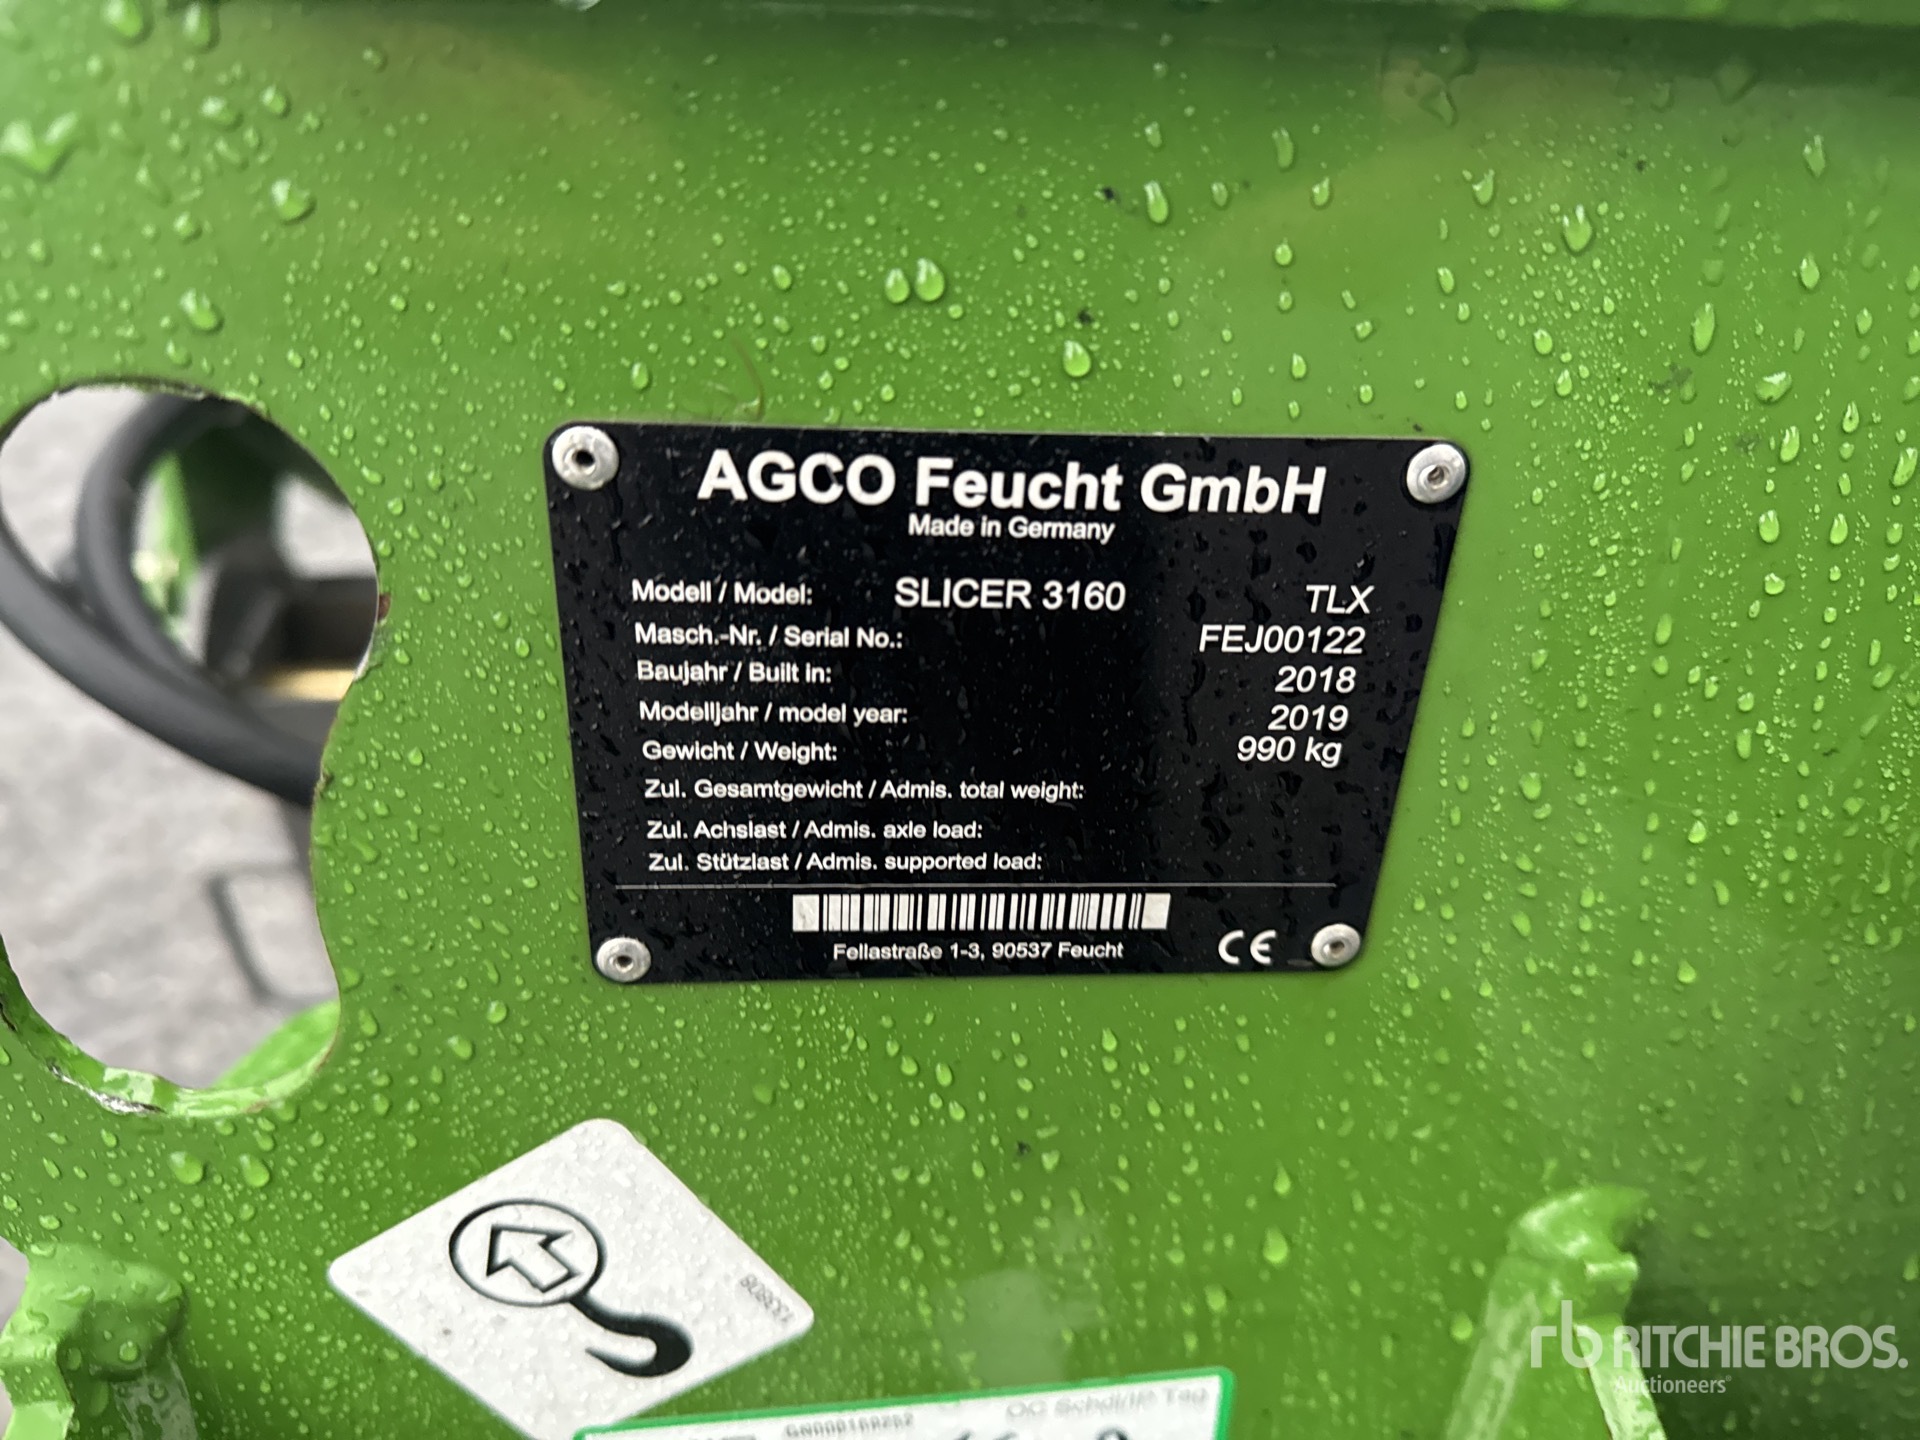 AGCO Feucht GmbH
Made in Germany
Modell / Model: SLICER 3160 TLX
Masch.-Nr. / Serial No.: FEJ00122
Baujahr / Built in: 2018
Modelljahr / model year: 2019
Gewicht / Weight: 990 kg
Zul. Gesamtgewicht / Admis. total weight:
Zul. Achslast / Admis. axle load:
Zul. Stützlast / Admis. supported load:
Fellastraße 1-3, 90537 Feucht
CE
rb RITCHIE BROS.
Auctioneers